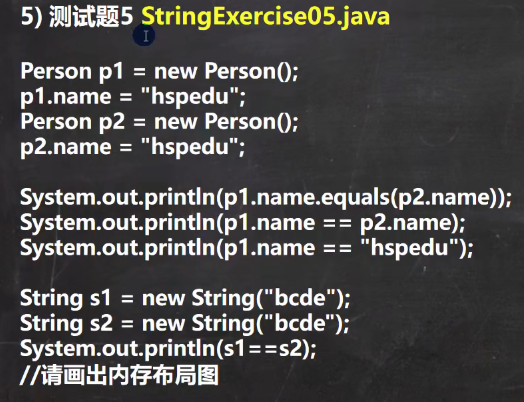 5) 测试题5 StringExercise05.java
Person p1 = new Person();
p1.name = "hspedu";
Person p2 = new Person();
p2.name = "hspedu";
System.out.println(p1.name.equals(p2.name));
System.out.println(p1.name == p2.name);
System.out.println(p1.name == "hspedu");
String s1 = new String("bcde");
String s2 = new String("bcde");
System.out.println(s1==s2);
//请画出内存布局图